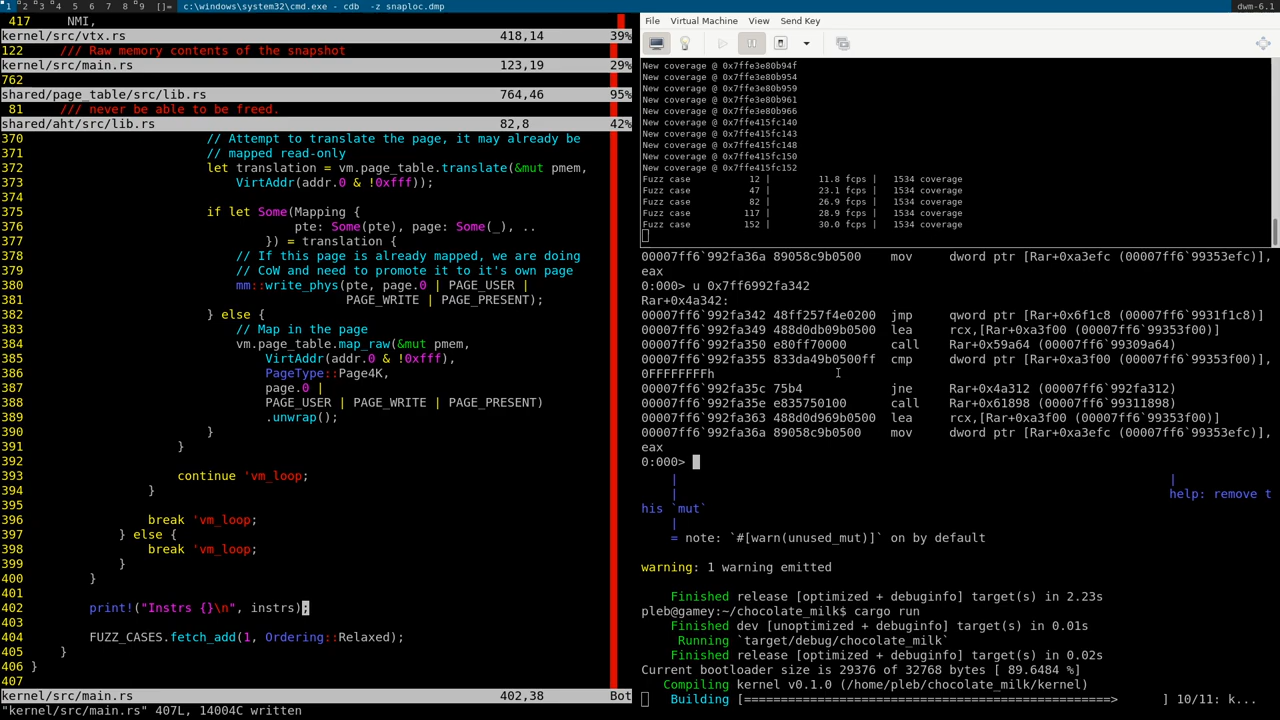 1 2 3 4 5 6 7 8 9 []= c:\windows\system32\cmd.exe - cdb  -z snaploc.dmp dwm-6.1
417      NMI,
kernel/src/vtx.rs 418,14 39%
122     /// Raw memory contents of the snapshot
kernel/src/main.rs 123,19 29%
762
shared/page_table/src/lib.rs 764,46 95%
81     /// never be able to be freed.
shared/aht/src/lib.rs 82,8 42%
370 // Attempt to translate the page, it may already be
371 // mapped read-only
372 let translation = vm.page_table.translate(&mut pmem,
373     VirtAddr(addr.0 & !0xfff));
374
375 if let Some(Mapping {
376         pte: Some(pte), page: Some(_), ..
377     }) = translation {
378     // If this page is already mapped, we are doing
379     // CoW and need to promote it to it's own page
380     mm::write_phys(pte, page.0 | PAGE_USER |
381                    PAGE_WRITE | PAGE_PRESENT);
382 } else {
383     // Map in the page
384     vm.page_table.map_raw(&mut pmem,
385         VirtAddr(addr.0 & !0xfff),
386         PageType::Page4K,
387         page.0 |
388         PAGE_USER | PAGE_WRITE | PAGE_PRESENT)
389         .unwrap();
390 }
391 }
392
393 continue 'vm_loop;
394 }
395
396 break 'vm_loop;
397 } else {
398 break 'vm_loop;
399 }
400 }
401
402 print!("Instrs {}\n", instrs);
403
404 FUZZ_CASES.fetch_add(1, Ordering::Relaxed);
405 }
406 }
407
kernel/src/main.rs 402,38 Bot
"kernel/src/main.rs" 407L, 14004C written
File Virtual Machine View Send Key
New coverage @ 0x7ffe3e80b94f
New coverage @ 0x7ffe3e80b954
New coverage @ 0x7ffe3e80b959
New coverage @ 0x7ffe3e80b961
New coverage @ 0x7ffe3e80b966
New coverage @ 0x7ffe415fc140
New coverage @ 0x7ffe415fc143
New coverage @ 0x7ffe415fc148
New coverage @ 0x7ffe415fc150
New coverage @ 0x7ffe415fc152
Fuzz case 12 | 11.8 fcps | 1534 coverage
Fuzz case 47 | 23.1 fcps | 1534 coverage
Fuzz case 82 | 26.9 fcps | 1534 coverage
Fuzz case 117 | 28.9 fcps | 1534 coverage
Fuzz case 152 | 30.0 fcps | 1534 coverage
00007ff6`992fa36a 89058c9b0500 mov dword ptr [Rar+0xa3efc (00007ff6`99353efc)],
eax
0:000> u 0x7ff6992fa342
Rar+0x4a342:
00007ff6`992fa342 48ff257f4e0200 jmp qword ptr [Rar+0x6f1c8 (00007ff6`9931f1c8)]
00007ff6`992fa349 488d0db09b0500 lea rcx,[Rar+0xa3f00 (00007ff6`99353f00)]
00007ff6`992fa350 e80ff70000 call Rar+0x59a64 (00007ff6`99309a64)
00007ff6`992fa355 833da49b0500ff cmp dword ptr [Rar+0xa3f00 (00007ff6`99353f00)],
0FFFFFFFFh
00007ff6`992fa35c 75b4 jne Rar+0x4a312 (00007ff6`992fa312)
00007ff6`992fa35e e835750100 call Rar+0x61898 (00007ff6`99311898)
00007ff6`992fa363 488d0d969b0500 lea rcx,[Rar+0xa3f00 (00007ff6`99353f00)]
00007ff6`992fa36a 89058c9b0500 mov dword ptr [Rar+0xa3efc (00007ff6`99353efc)],
eax
0:000>
| |
| help: remove t
his `mut`
|
= note: `#[warn(unused_mut)]` on by default
warning: 1 warning emitted
Finished release [optimized + debuginfo] target(s) in 2.23s
pleb@gamey:~/chocolate_milk$ cargo run
Finished dev [unoptimized + debuginfo] target(s) in 0.01s
Running `target/debug/chocolate_milk`
Finished release [optimized + debuginfo] target(s) in 0.02s
Current bootloader size is 29376 of 32768 bytes [ 89.6484 %]
Compiling kernel v0.1.0 (/home/pleb/chocolate_milk/kernel)
Building [==================================================> ] 10/11: k...